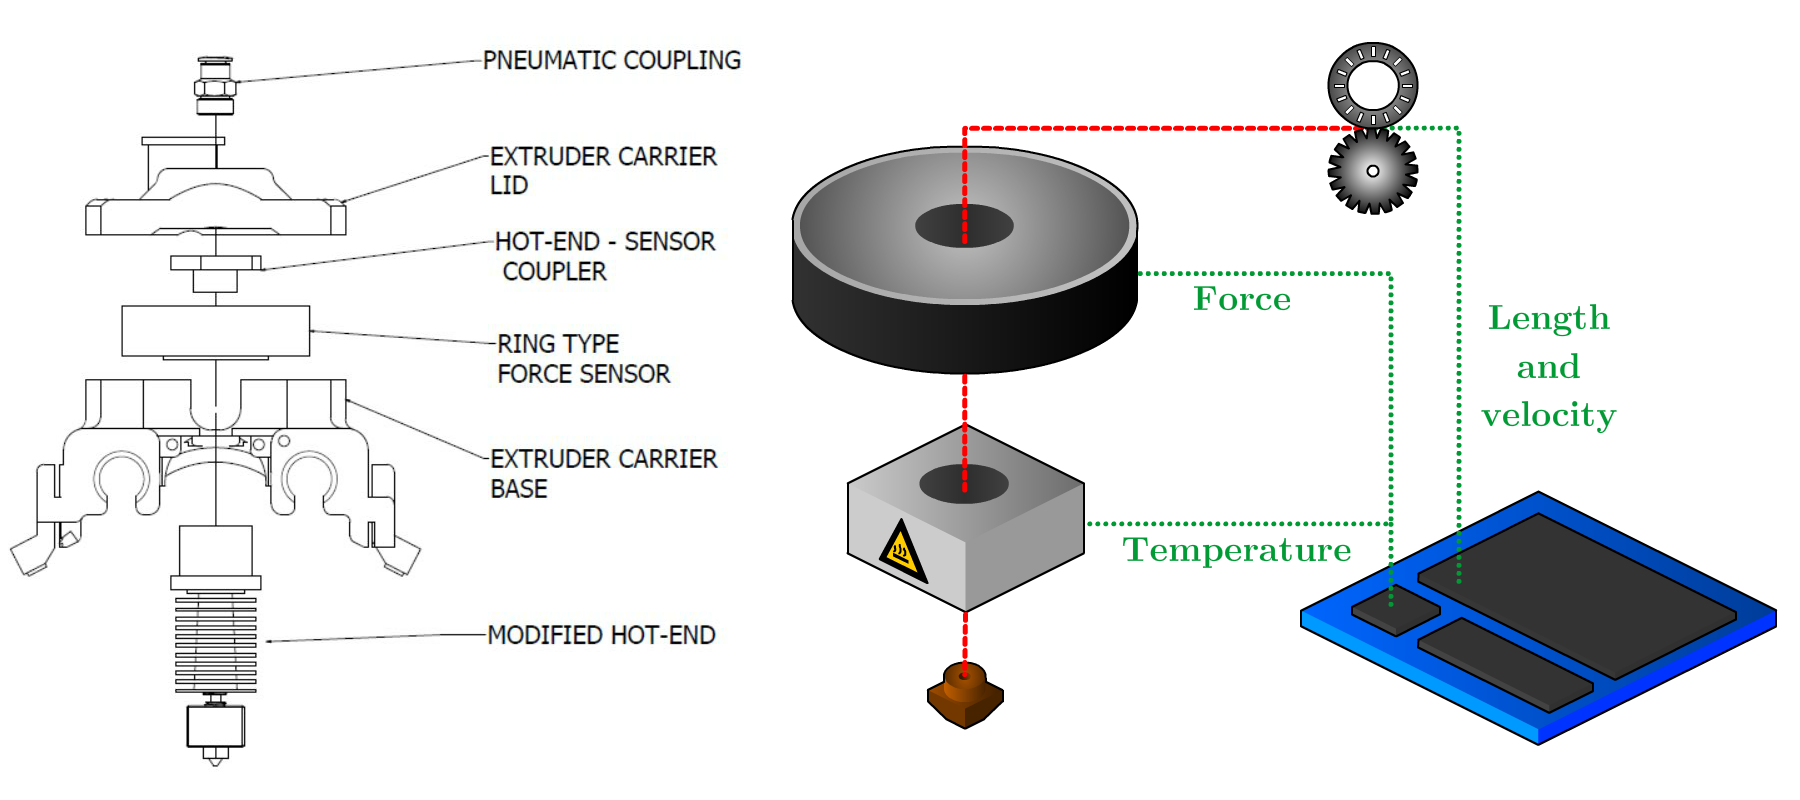 PNEUMATIC COUPLING
EXTRUDER CARRIER
LID
HOT-END - SENSOR
COUPLER
RING TYPE
FORCE SENSOR
EXTRUDER CARRIER
BASE
MODIFIED HOT-END
Force
Length
and
velocity
Temperature